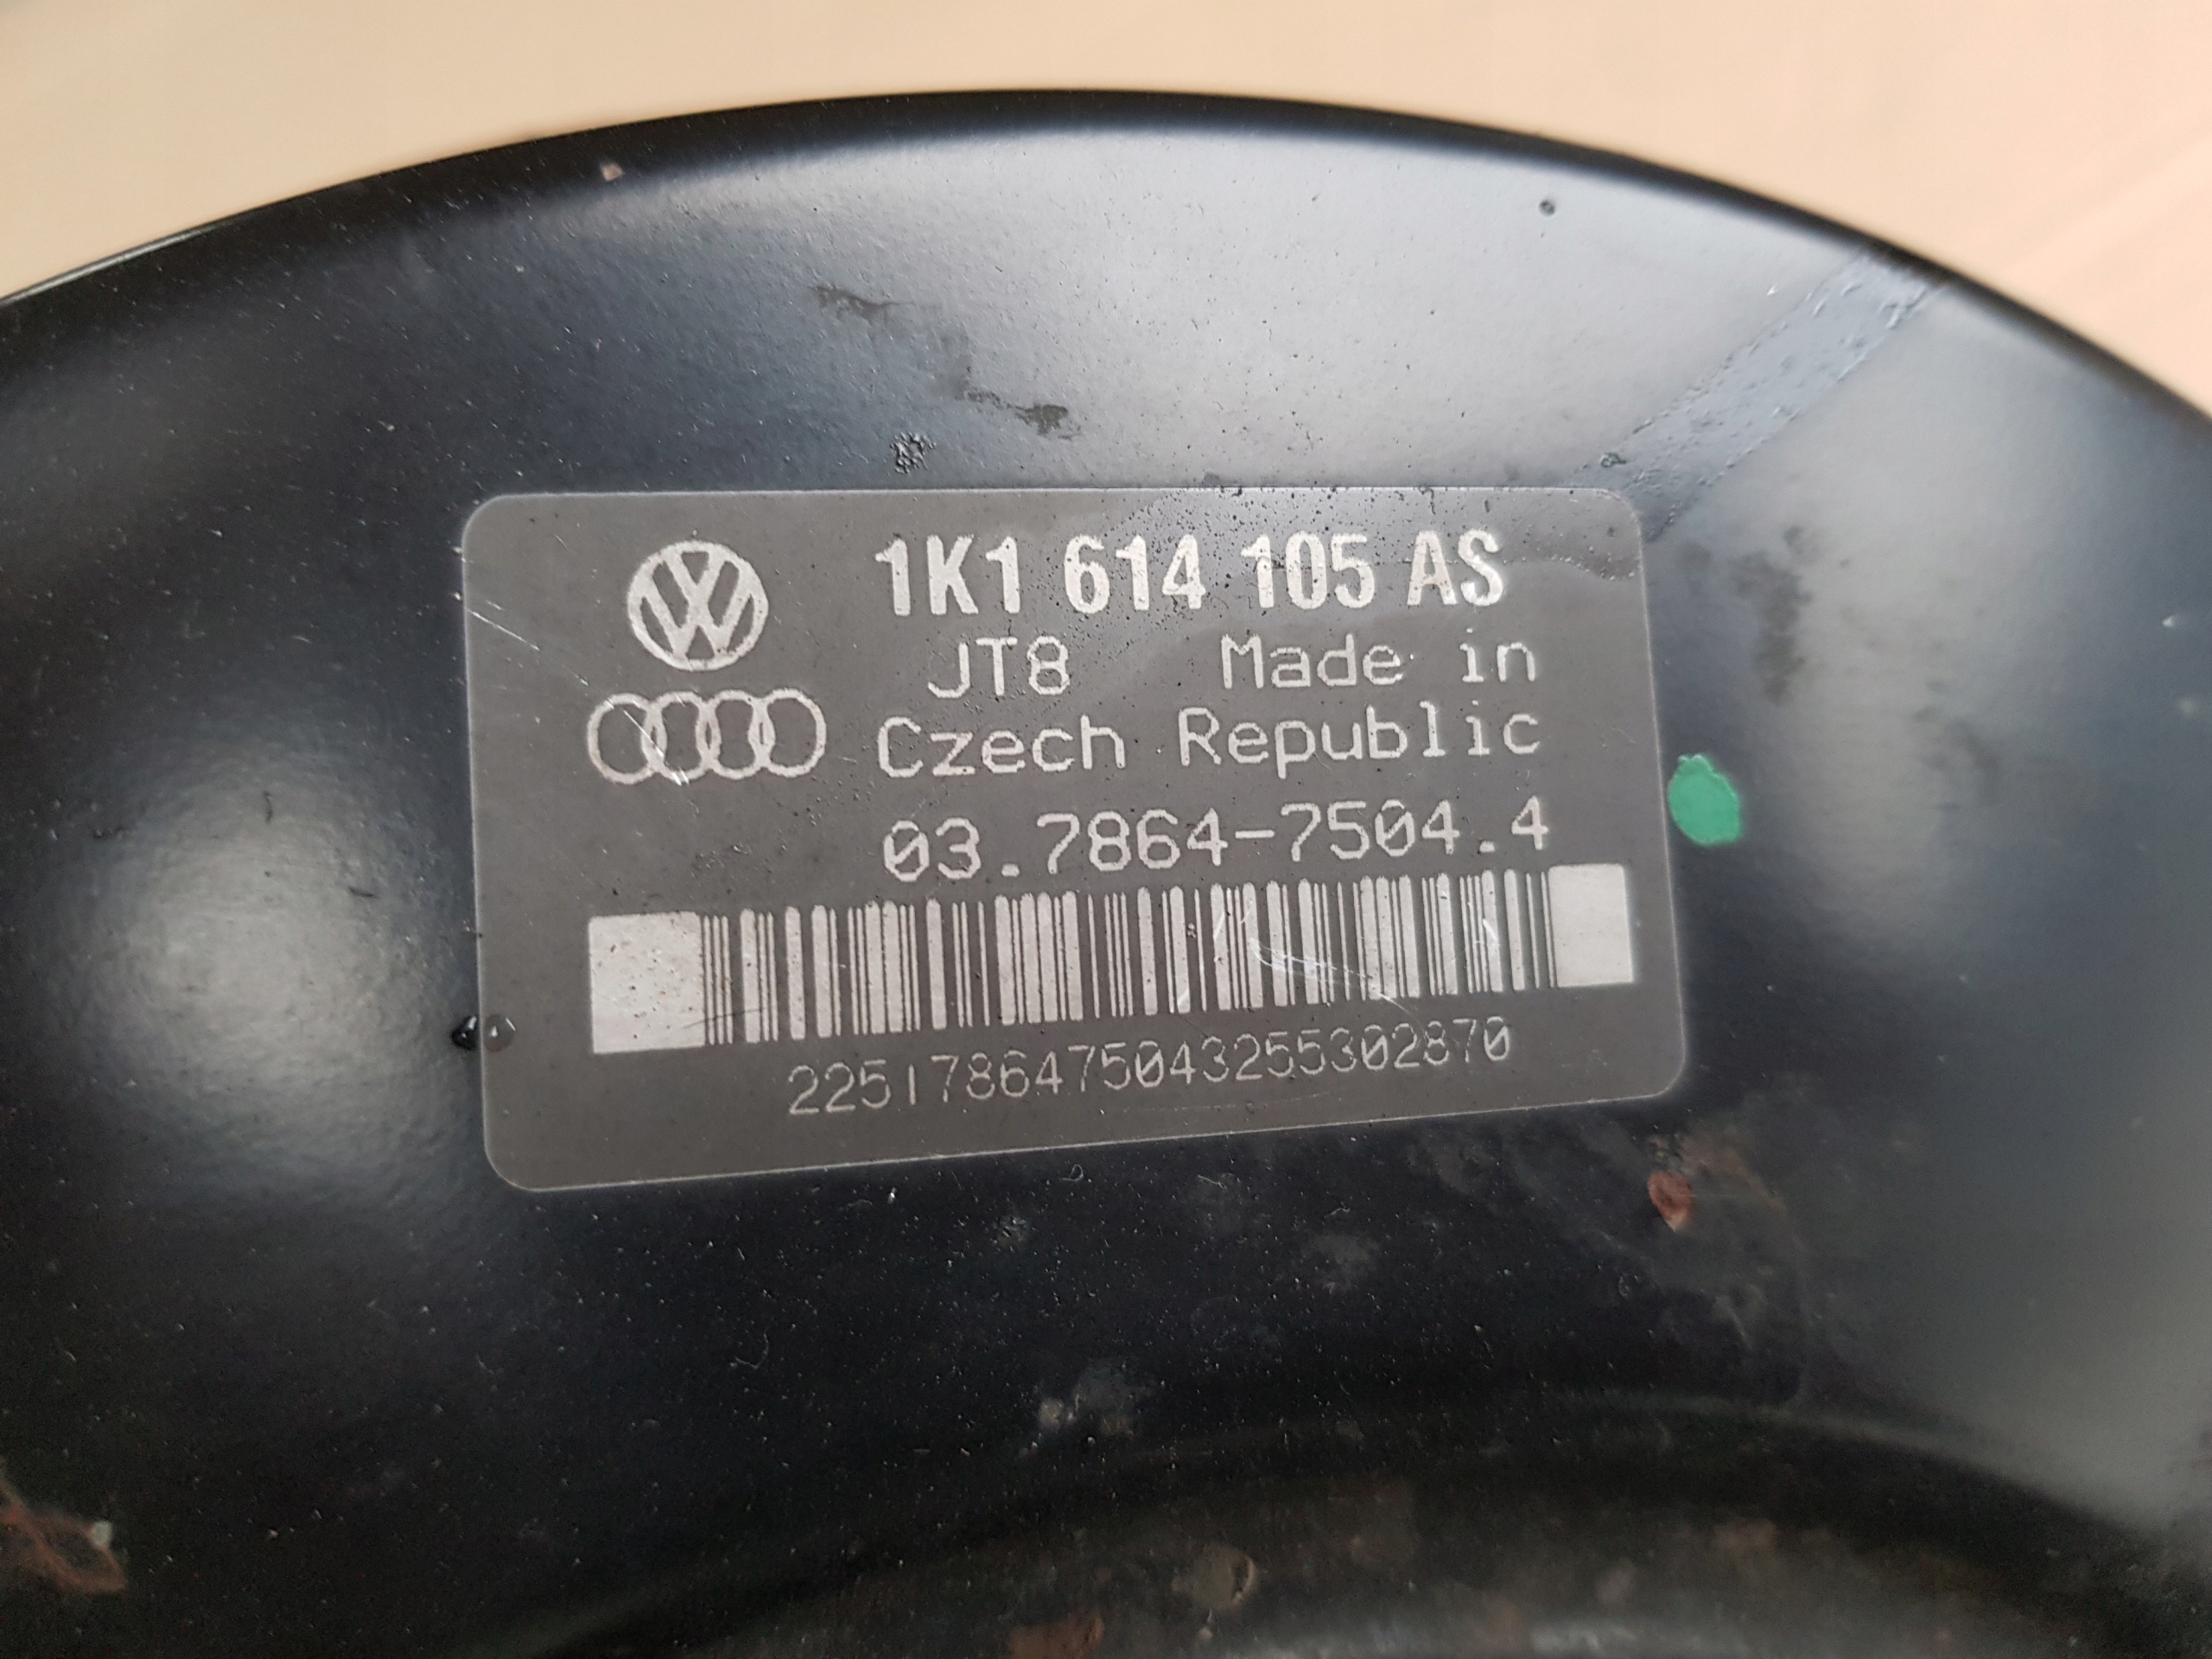 1K1 614 105 AS
JT8 Made in
Czech Republic
03.7864-7504.4
2251786475043255302870